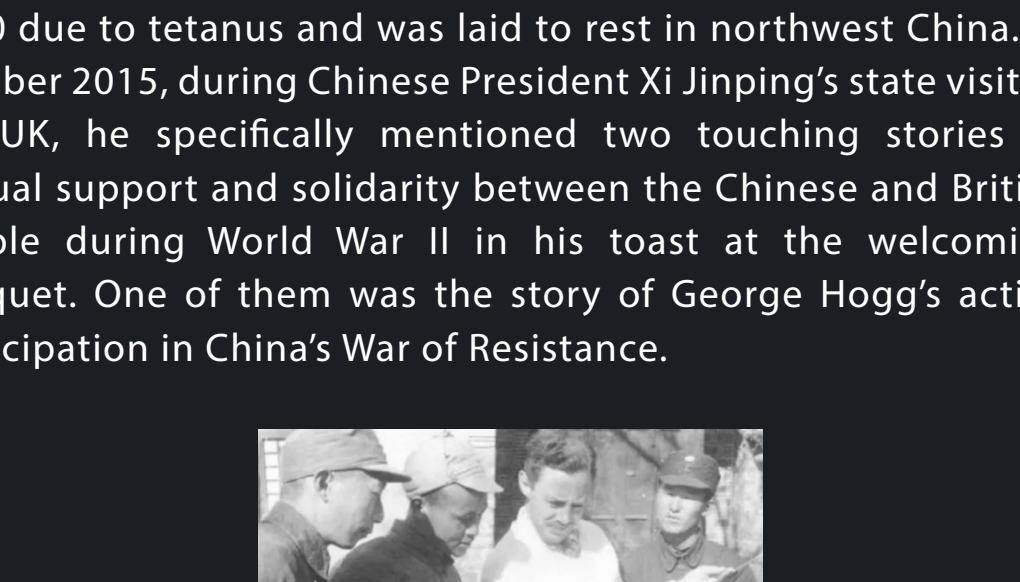 0 due to tetanus and was laid to rest in northwest China.
ber 2015, during Chinese President Xi Jinping’s state visit
UK, he specifically mentioned two touching stories
ual support and solidarity between the Chinese and Briti
ple during World War II in his toast at the welcomi
quet. One of them was the story of George Hogg’s acti
cipation in China’s War of Resistance.